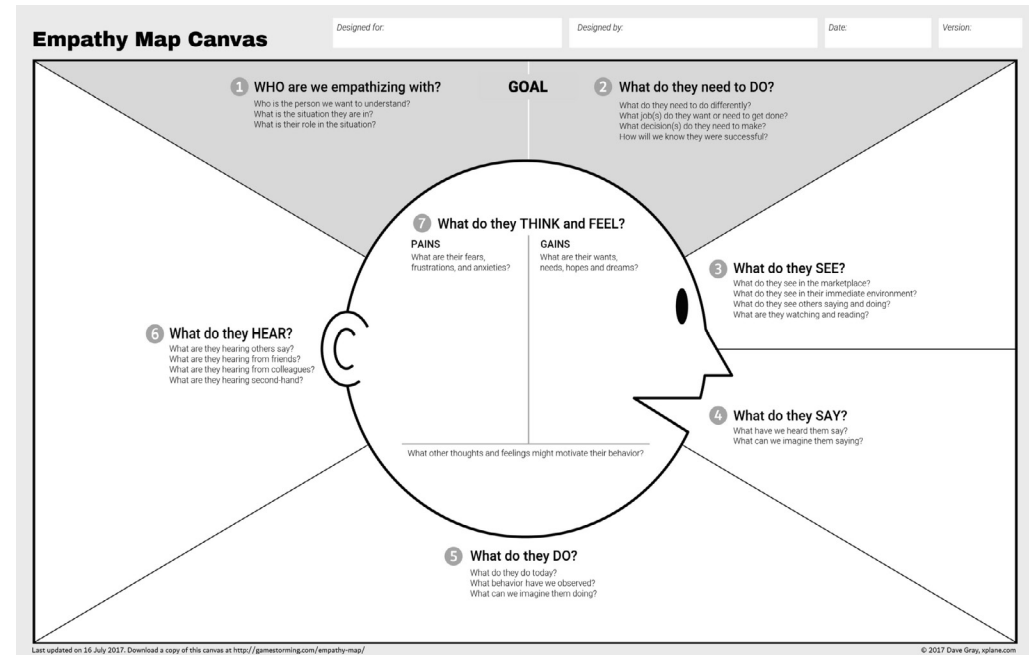 Empathy Map Canvas
Designed for:
Designed by:
Date:
Version:
1 WHO are we empathizing with?
Who is the person we want to understand?
What is the situation they are in?
What is their role in the situation?
GOAL
2 What do they need to DO?
What do they need to do differently?
What job(s) do they want or need to get done?
What decision(s) do they need to make?
How will we know they were successful?
3 What do they SEE?
What do they see in the marketplace?
What do they see in their immediate environment?
What do they see others saying and doing?
What are they watching and reading?
4 What do they SAY?
What have we heard them say?
What can we imagine them saying?
5 What do they DO?
What do they do today?
What behavior have we observed?
What can we imagine them doing?
6 What do they HEAR?
What are they hearing others say?
What are they hearing from friends?
What are they hearing from colleagues?
What are they hearing second-hand?
7 What do they THINK and FEEL?
PAINS
What are their fears,
frustrations, and anxieties?
GAINS
What are their wants,
needs, hopes and dreams?
What other thoughts and feelings might motivate their behavior?
Last updated on 16 July 2017. Download a copy of this canvas at http://gamestorming.com/empathy-map/
© 2017 Dave Gray, xplane.com